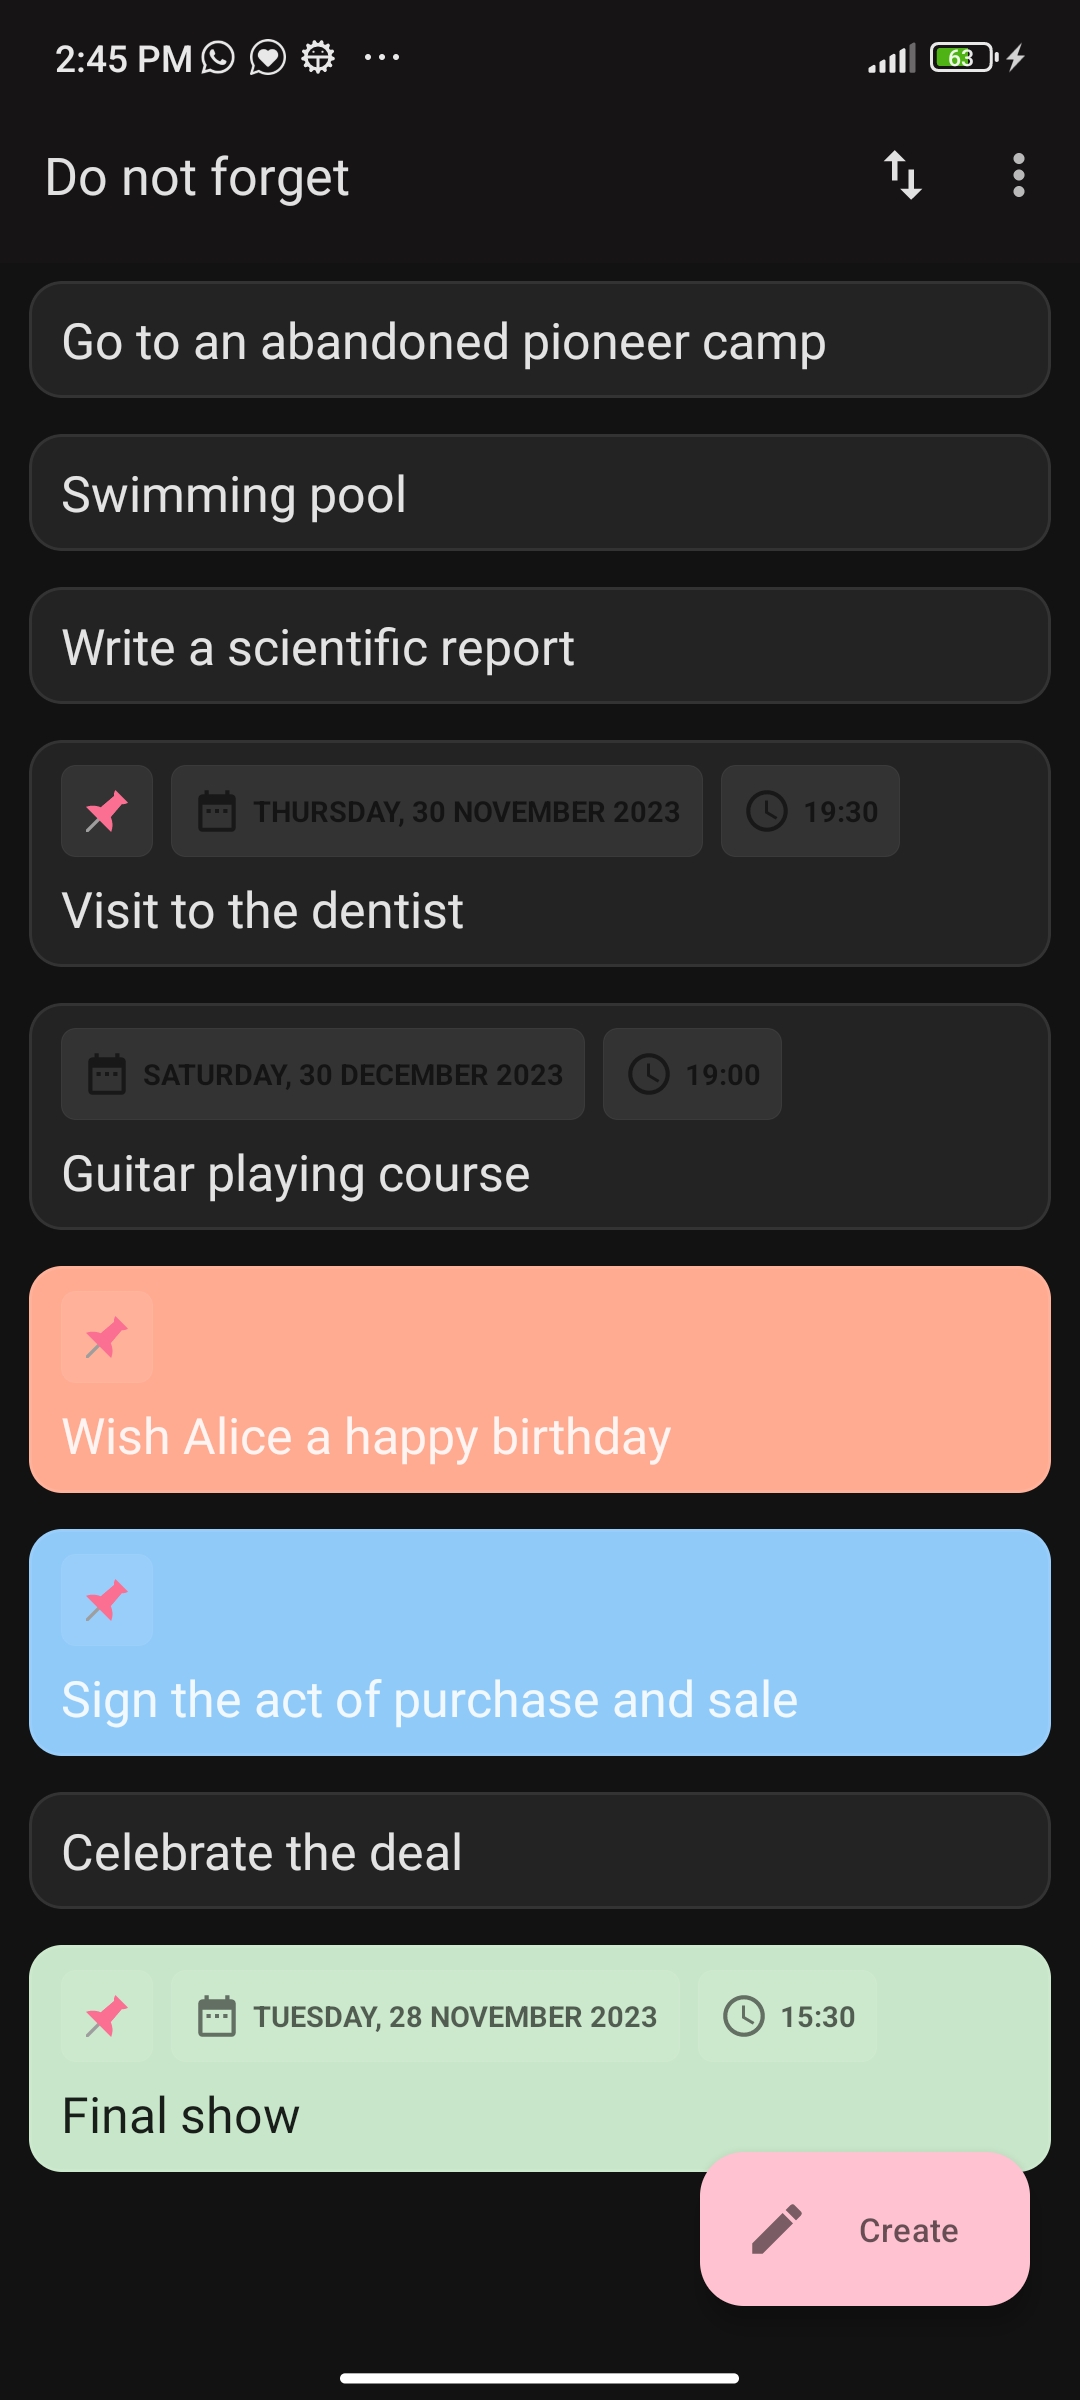 2:45 PM 63
Do not forget
Go to an abandoned pioneer camp
Swimming pool
Write a scientific report
THURSDAY, 30 NOVEMBER 2023 19:30
Visit to the dentist
SATURDAY, 30 DECEMBER 2023 19:00
Guitar playing course
Wish Alice a happy birthday
Sign the act of purchase and sale
Celebrate the deal
TUESDAY, 28 NOVEMBER 2023 15:30
Final show
Create